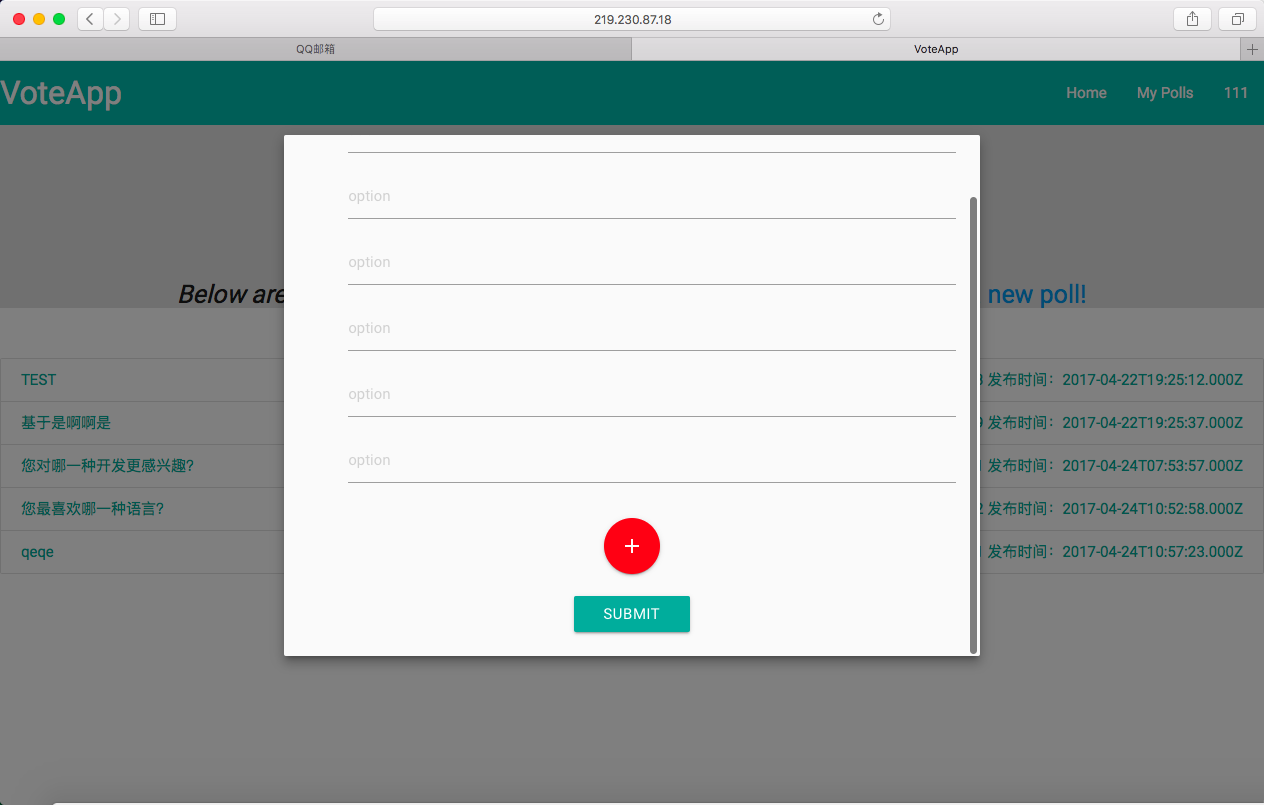 219.230.87.18
QQ邮箱
VoteApp
VoteApp
Home
My Polls
111
option
option
option
option
option
Below are
new poll!
TEST
发布时间：2017-04-22T19:25:12.000Z
基于是啊啊是
发布时间：2017-04-22T19:25:37.000Z
您对哪一种开发更感兴趣?
发布时间：2017-04-24T07:53:57.000Z
您最喜欢哪一种语言?
发布时间：2017-04-24T10:52:58.000Z
qeqe
发布时间：2017-04-24T10:57:23.000Z
SUBMIT